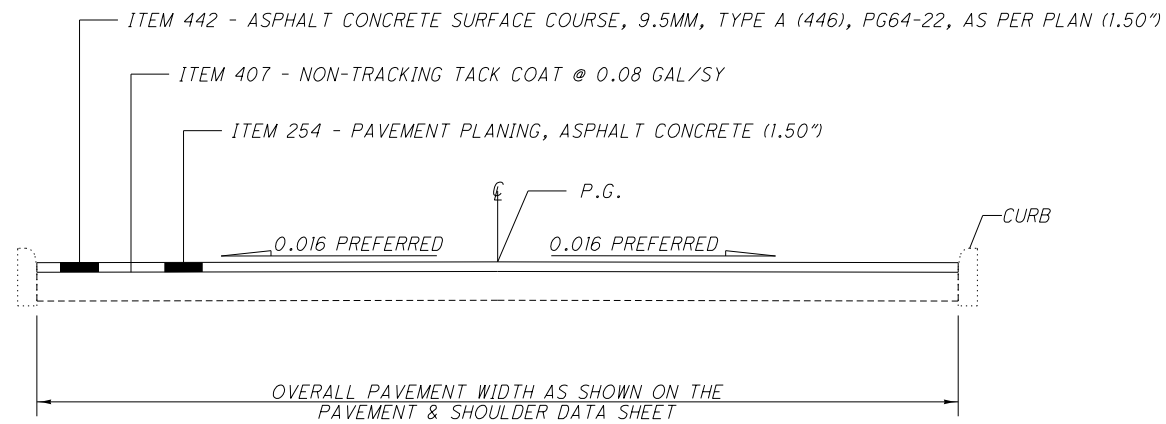 ITEM 442 - ASPHALT CONCRETE SURFACE COURSE, 9.5MM, TYPE A (446), PG64-22, AS PER PLAN (1.50")
ITEM 407 - NON-TRACKING TACK COAT @ 0.08 GAL/SY
ITEM 254 - PAVEMENT PLANING, ASPHALT CONCRETE (1.50")
℄
P.G.
CURB
0.016 PREFERRED
0.016 PREFERRED
OVERALL PAVEMENT WIDTH AS SHOWN ON THE
PAVEMENT & SHOULDER DATA SHEET